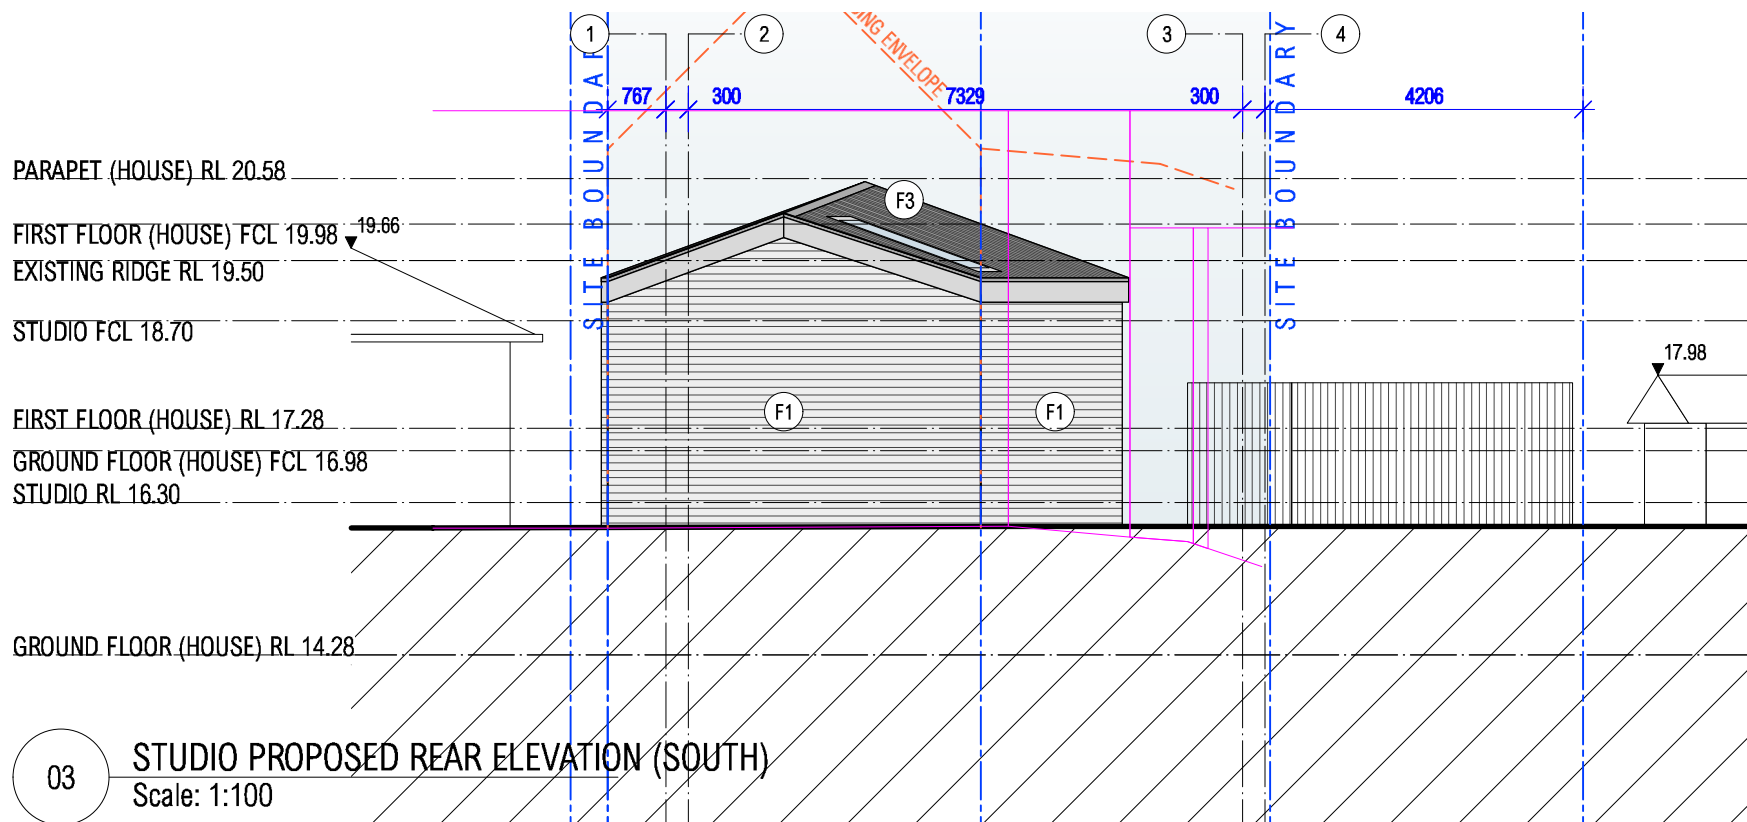 1
2
3
4
SITE BOUNDAR
ING ENVELOPE
SITE BOUNDARY
767
300
7329
300
4206
PARAPET (HOUSE) RL 20.58
F3
FIRST FLOOR (HOUSE) FCL 19.98
19.66
EXISTING RIDGE RL 19.50
STUDIO FCL 18.70
17.98
F1
F1
FIRST FLOOR (HOUSE) RL 17.28
GROUND FLOOR (HOUSE) FCL 16.98
STUDIO RL 16.30
GROUND FLOOR (HOUSE) RL 14.28
03
STUDIO PROPOSED REAR ELEVATION (SOUTH)
Scale: 1:100